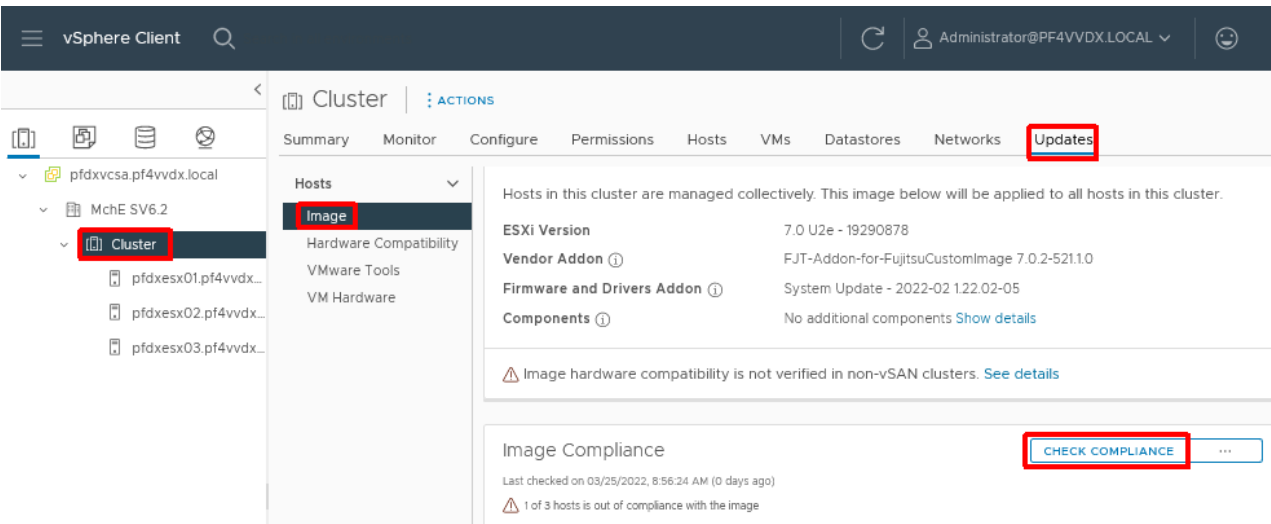 vSphere Client
Administrator@PF4VVDX.LOCAL
Cluster
ACTIONS
Summary Monitor Configure Permissions Hosts VMs Datastores Networks Updates
pfdxvcsa.pf4vvdx.local
MchE SV6.2
Cluster
pfdxesx01.pf4vvdx...
pfdxesx02.pf4vvdx...
pfdxesx03.pf4vvdx...
Hosts
Image
Hardware Compatibility
VMware Tools
VM Hardware
Hosts in this cluster are managed collectively. This image below will be applied to all hosts in this cluster.
ESXi Version 7.0 U2e - 19290878
Vendor Addon FJT-Addon-for-FujitsuCustomImage 7.0.2-521.1.0
Firmware and Drivers Addon System Update - 2022-02 1.22.02-05
Components No additional components Show details
Image hardware compatibility is not verified in non-vSAN clusters. See details
Image Compliance
CHECK COMPLIANCE ...
Last checked on 03/25/2022, 8:56:24 AM (0 days ago)
1 of 3 hosts is out of compliance with the image